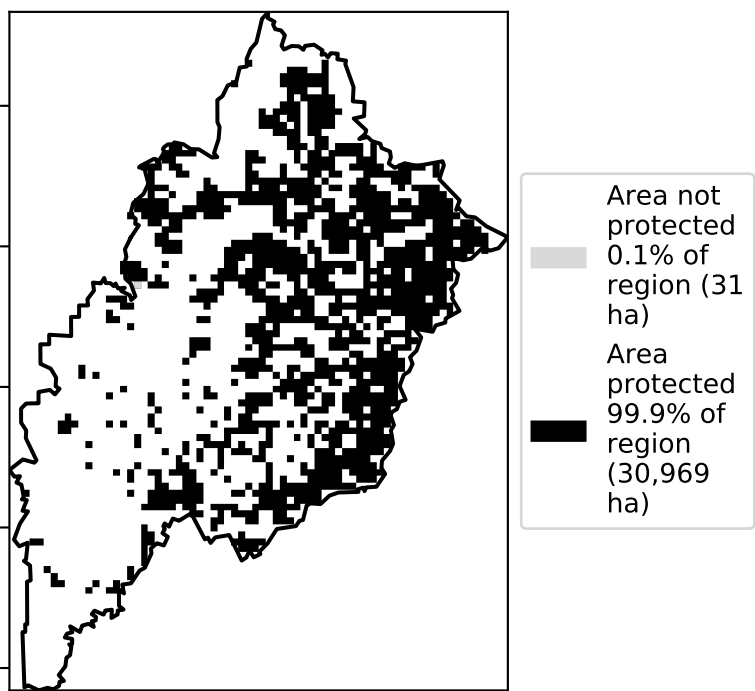 Area not
protected
0.1% of
region (31
ha)
Area
protected
99.9% of
region
(30,969
ha)